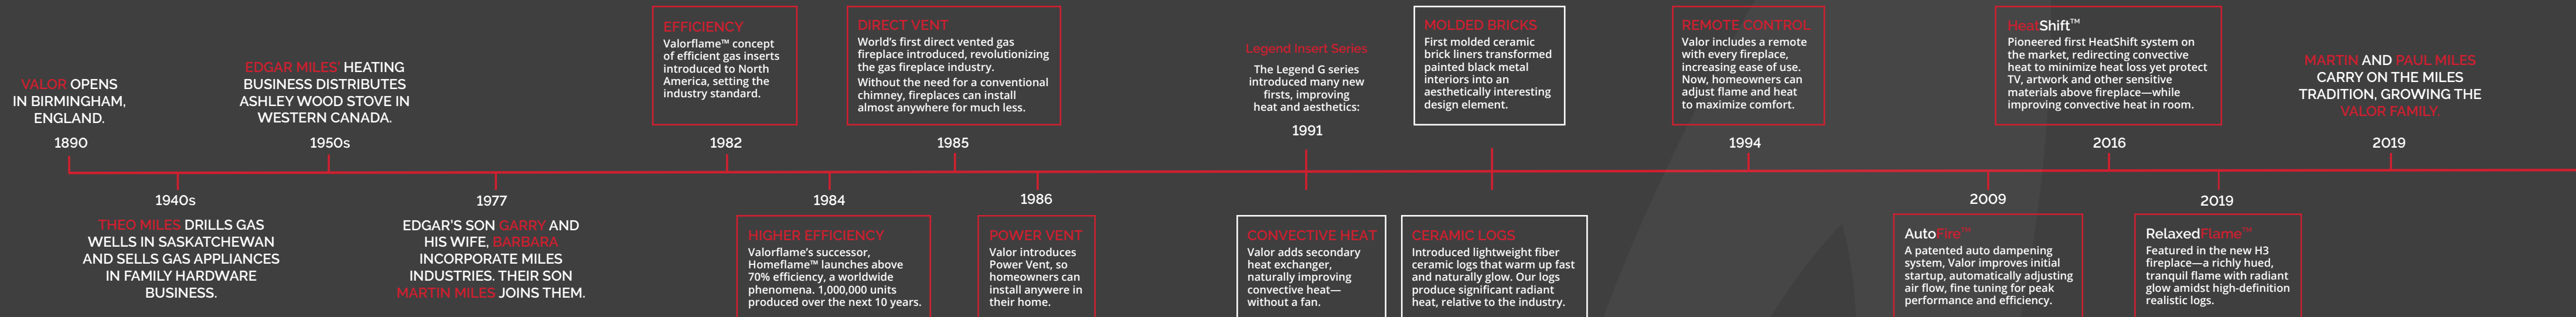 VALOR OPENS
IN BIRMINGHAM,
ENGLAND.
1890
1940s
THEO MILES DRILLS GAS
WELLS IN SASKATCHEWAN
AND SELLS GAS APPLIANCES
IN FAMILY HARDWARE
BUSINESS.
EDGAR MILES' HEATING
BUSINESS DISTRIBUTES
ASHLEY WOOD STOVE IN
WESTERN CANADA.
1950s
1977
EDGAR'S SON GARRY AND
HIS WIFE, BARBARA
INCORPORATE MILES
INDUSTRIES. THEIR SON
MARTIN MILES JOINS THEM.
EFFICIENCY
Valorflame™ concept
of efficient gas inserts
introduced to North
America, setting the
industry standard.
1982
1984
HIGHER EFFICIENCY
Valorflame's successor,
Homeflame™ launches above
70% efficiency, a worldwide
phenomena. 1,000,000 units
produced over the next 10 years.
DIRECT VENT
World's first direct vented gas
fireplace introduced, revolutionizing
the gas fireplace industry.
Without the need for a conventional
chimney, fireplaces can install
almost anywhere for much less.
1985
1986
POWER VENT
Valor introduces
Power Vent, so
homeowners can
install anywere in
their home.
Legend Insert Series
The Legend G series
introduced many new
firsts, improving
heat and aesthetics:
1991
CONVECTIVE HEAT
Valor adds secondary
heat exchanger,
naturally improving
convective heat—
without a fan.
MOLDED BRICKS
First molded ceramic
brick liners transformed
painted black metal
interiors into an
aesthetically interesting
design element.
CERAMIC LOGS
Introduced lightweight fiber
ceramic logs that warm up fast
and naturally glow. Our logs
produce significant radiant
heat, relative to the industry.
REMOTE CONTROL
Valor includes a remote
with every fireplace,
increasing ease of use.
Now, homeowners can
adjust flame and heat
to maximize comfort.
1994
2009
AutoFire™
A patented auto dampening
system, Valor improves initial
startup, automatically adjusting
air flow, fine tuning for peak
performance and efficiency.
HeatShift™
Pioneered first HeatShift system on
the market, redirecting convective
heat to minimize heat loss yet protect
TV, artwork and other sensitive
materials above fireplace—while
improving convective heat in room.
2016
2019
RelaxedFlame™
Featured in the new H3
fireplace—a richly hued,
tranquil flame with radiant
glow amidst high-definition
realistic logs.
MARTIN AND PAUL MILES
CARRY ON THE MILES
TRADITION, GROWING THE
VALOR FAMILY.
2019